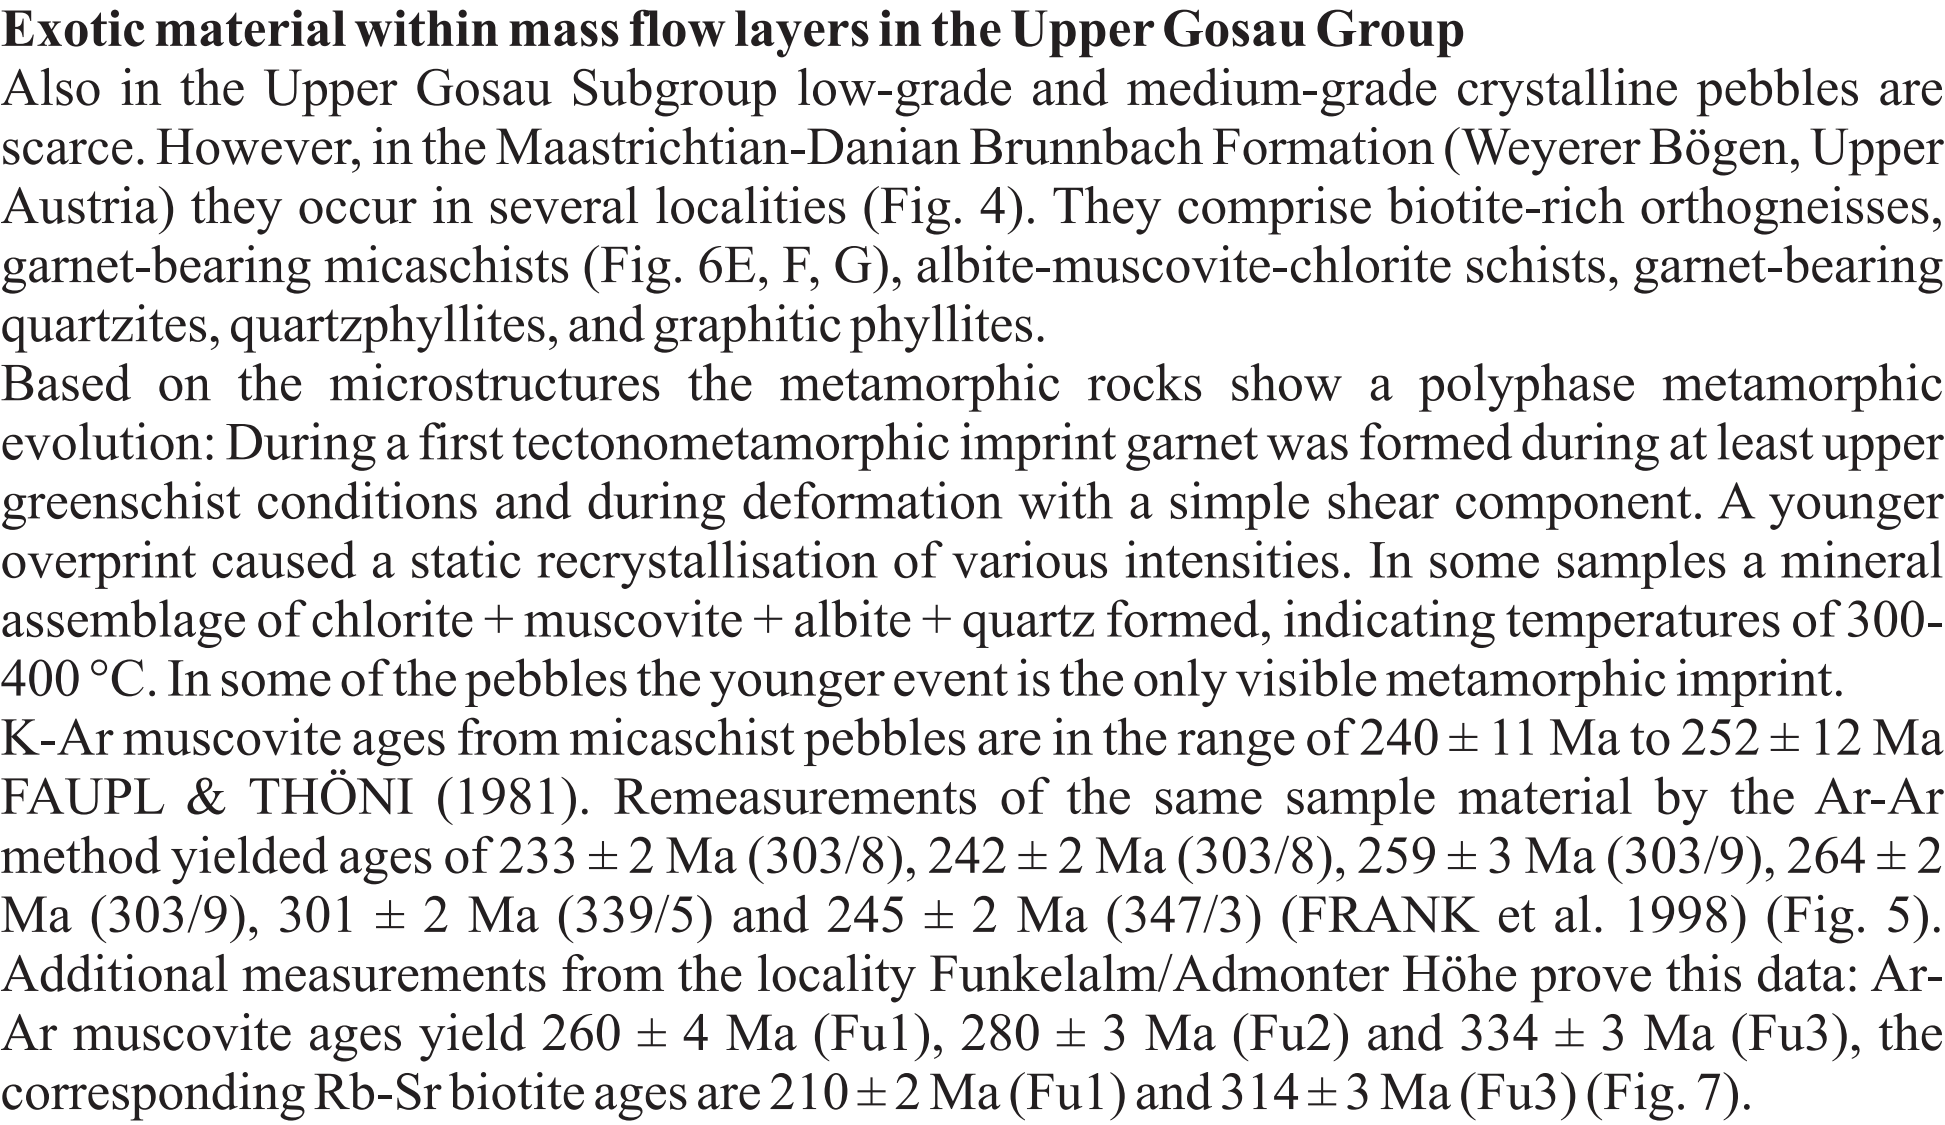 Exotic material within mass flow layers in the Upper Gosau Group
Also in the Upper Gosau Subgroup low-grade and medium-grade crystalline pebbles are
scarce. However, in the Maastrichtian-Danian Brunnbach Formation (Weyerer Bögen, Upper
Austria) they occur in several localities (Fig. 4). They comprise biotite-rich orthogneisses,
garnet-bearing micaschists (Fig. 6E, F, G), albite-muscovite-chlorite schists, garnet-bearing
quartzites, quartzphyllites, and graphitic phyllites.
Based on the microstructures the metamorphic rocks show a polyphase metamorphic
evolution: During a first tectonometamorphic imprint garnet was formed during at least upper
greenschist conditions and during deformation with a simple shear component. A younger
overprint caused a static recrystallisation of various intensities. In some samples a mineral
assemblage of chlorite + muscovite + albite + quartz formed, indicating temperatures of 300-
400 °C. In some of the pebbles the younger event is the only visible metamorphic imprint.
K-Ar muscovite ages from micaschist pebbles are in the range of 240 ± 11 Ma to 252 ± 12 Ma
FAUPL & THÖNI (1981). Remeasurements of the same sample material by the Ar-Ar
method yielded ages of 233 ± 2 Ma (303/8), 242 ± 2 Ma (303/8), 259 ± 3 Ma (303/9), 264 ± 2
Ma (303/9), 301 ± 2 Ma (339/5) and 245 ± 2 Ma (347/3) (FRANK et al. 1998) (Fig. 5).
Additional measurements from the locality Funkelalm/Admonter Höhe prove this data: Ar-
Ar muscovite ages yield 260 ± 4 Ma (Fu1), 280 ± 3 Ma (Fu2) and 334 ± 3 Ma (Fu3), the
corresponding Rb-Sr biotite ages are 210 ± 2 Ma (Fu1) and 314 ± 3 Ma (Fu3) (Fig. 7).